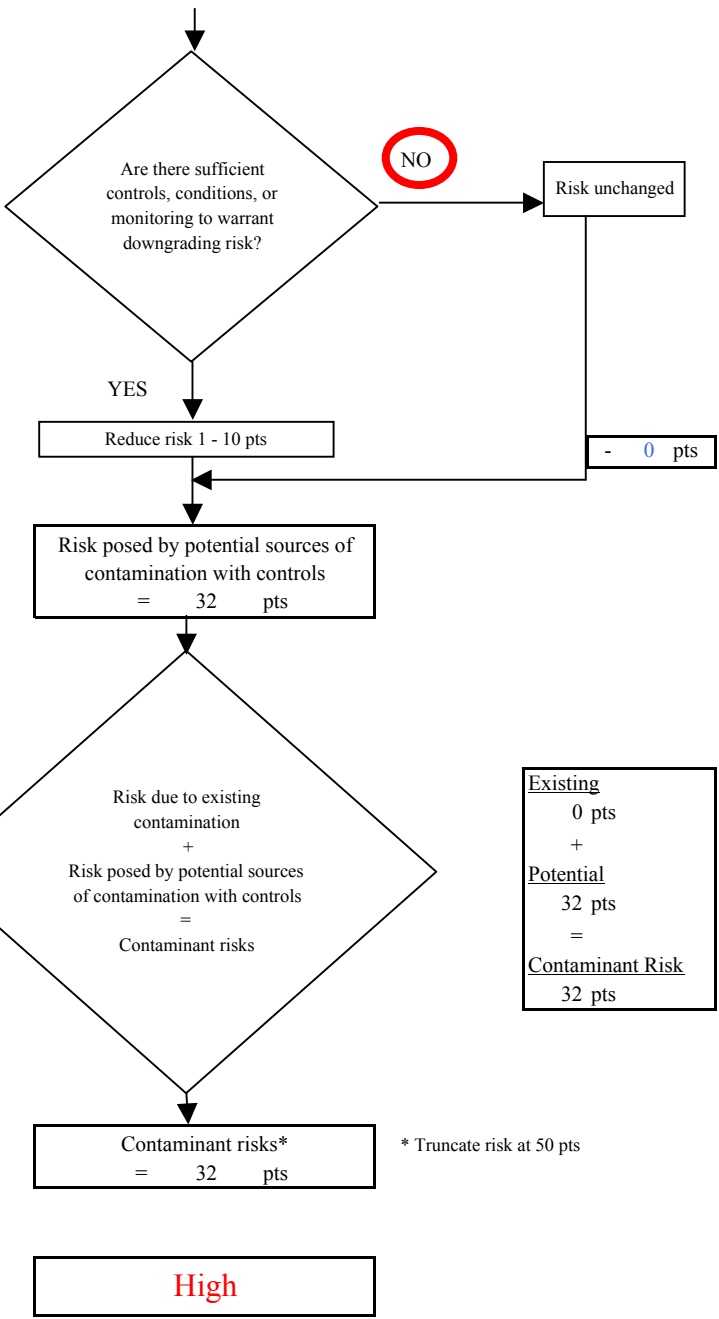 Are there sufficient
controls, conditions, or
monitoring to warrant
downgrading risk?
NO
Risk unchanged
YES
Reduce risk 1 - 10 pts
- 0 pts
Risk posed by potential sources of
contamination with controls
= 32 pts
Risk due to existing
contamination
+
Risk posed by potential sources
of contamination with controls
=
Contaminant risks
Existing
0 pts
+
Potential
32 pts
=
Contaminant Risk
32 pts
Contaminant risks*
= 32 pts
* Truncate risk at 50 pts
High